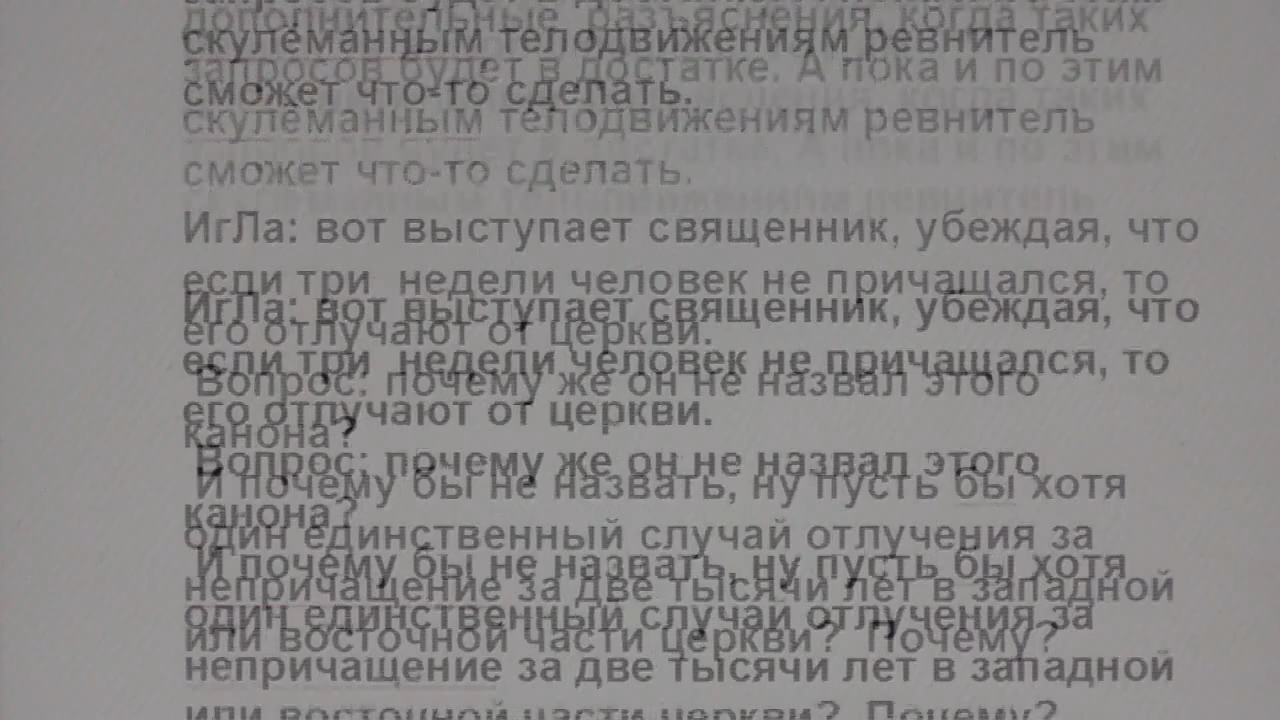 дополнительные разъяснения, когда таких
запросов будет в достатке. А пока и по этим
скулёманным телодвижениям ревнитель
сможет что-то сделать.
ИгЛа: вот выступает священник, убеждая, что
если три недели человек не причащался, то
его отлучают от церкви.
Вопрос: почему же он не назвал этого
канона?
И почему бы не назвать, ну пусть бы хотя
один единственный случай отлучения за
непричащение за две тысячи лет в западной
или восточной части церкви? Почему?